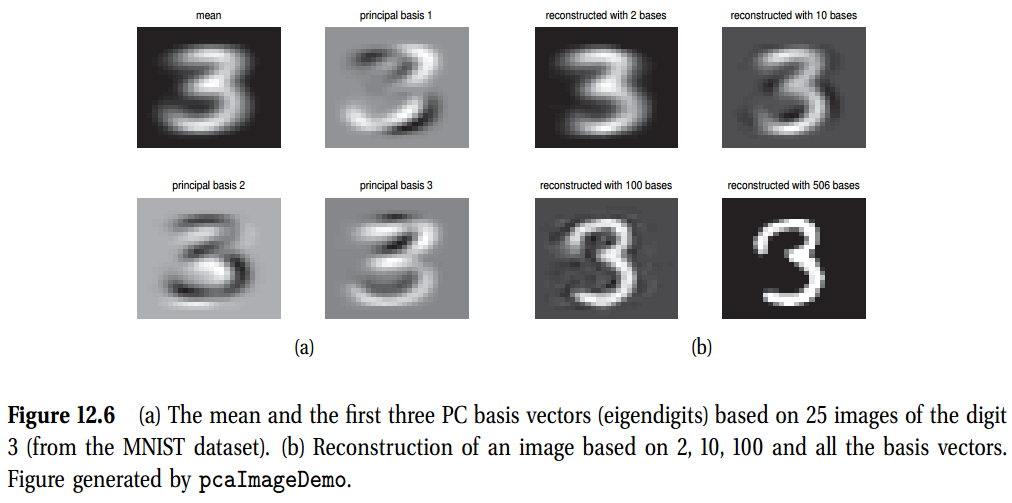 mean
principal basis 1
reconstructed with 2 bases
reconstructed with 10 bases
principal basis 2
principal basis 3
reconstructed with 100 bases
reconstructed with 506 bases
(a)
(b)
Figure 12.6 (a) The mean and the first three PC basis vectors (eigendigits) based on 25 images of the digit
3 (from the MNIST dataset). (b) Reconstruction of an image based on 2, 10, 100 and all the basis vectors.
Figure generated by pcaImageDemo.